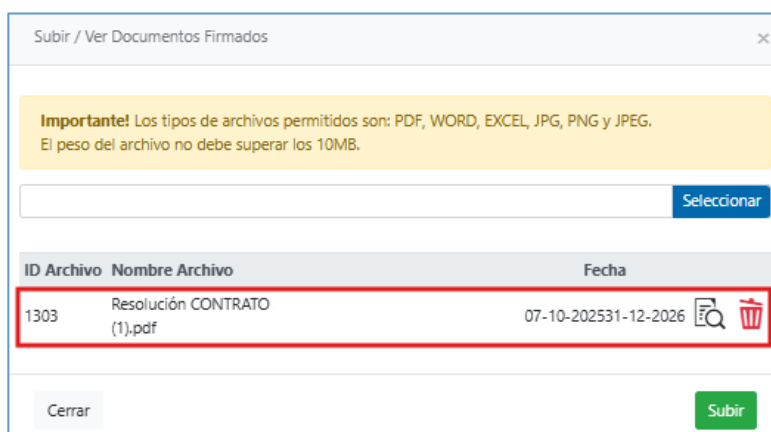 Subir / Ver Documentos Firmados
×
Importante! Los tipos de archivos permitidos son: PDF, WORD, EXCEL, JPG, PNG y JPEG.
El peso del archivo no debe superar los 10MB.
Seleccionar
ID Archivo Nombre Archivo Fecha
1303 Resolución CONTRATO 07-10-202531-12-2026
(1).pdf
Cerrar Subir